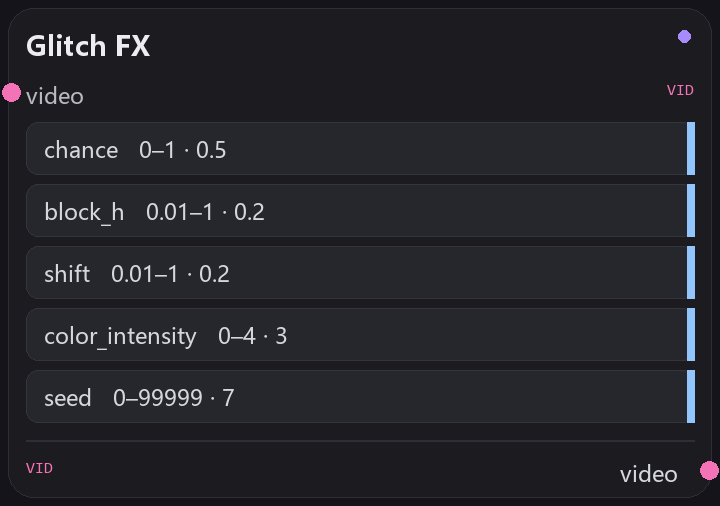 Glitch FX
video VID
chance 0–1 · 0.5
block_h 0.01–1 · 0.2
shift 0.01–1 · 0.2
color_intensity 0–4 · 3
seed 0–99999 · 7
VID video